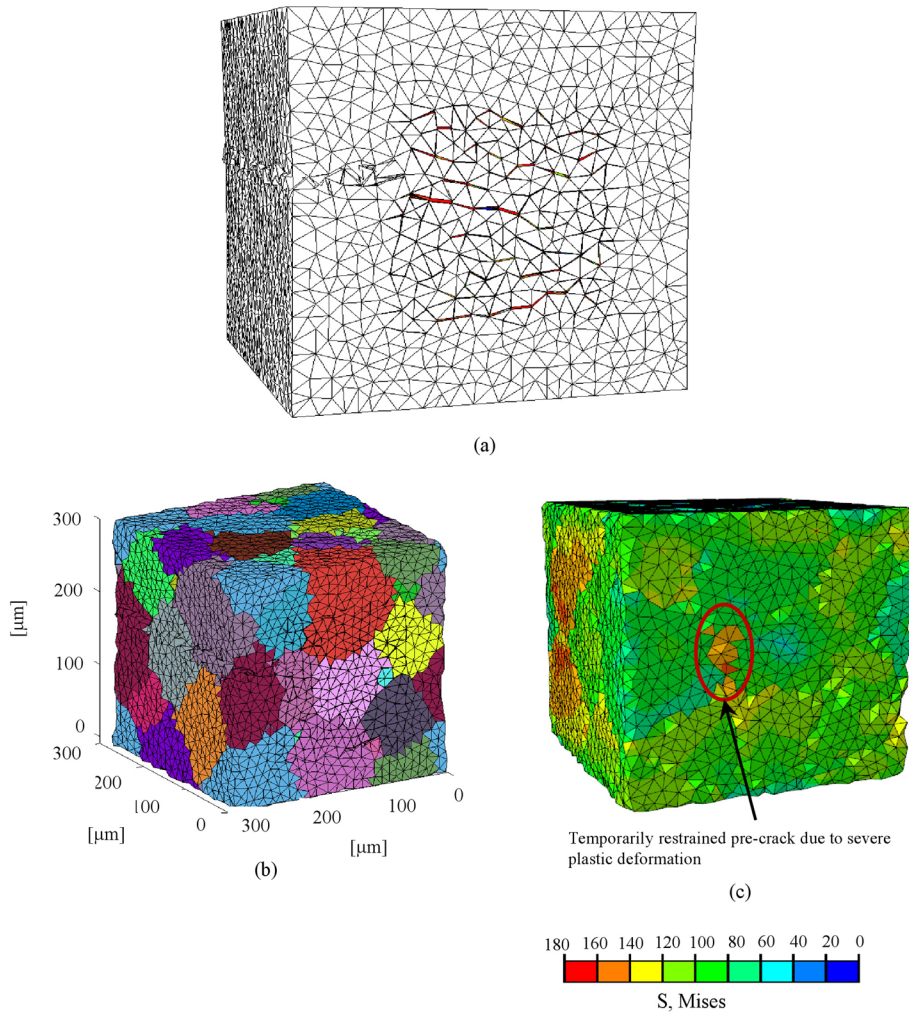 (a)
300
200
[μm]
100
0
300
200
100
[μm]
0
300
200
100
0
[μm]
(b)
Temporarily restrained pre-crack due to severe
plastic deformation
(c)
180 160 140 120 100 80 60 40 20 0
S, Mises